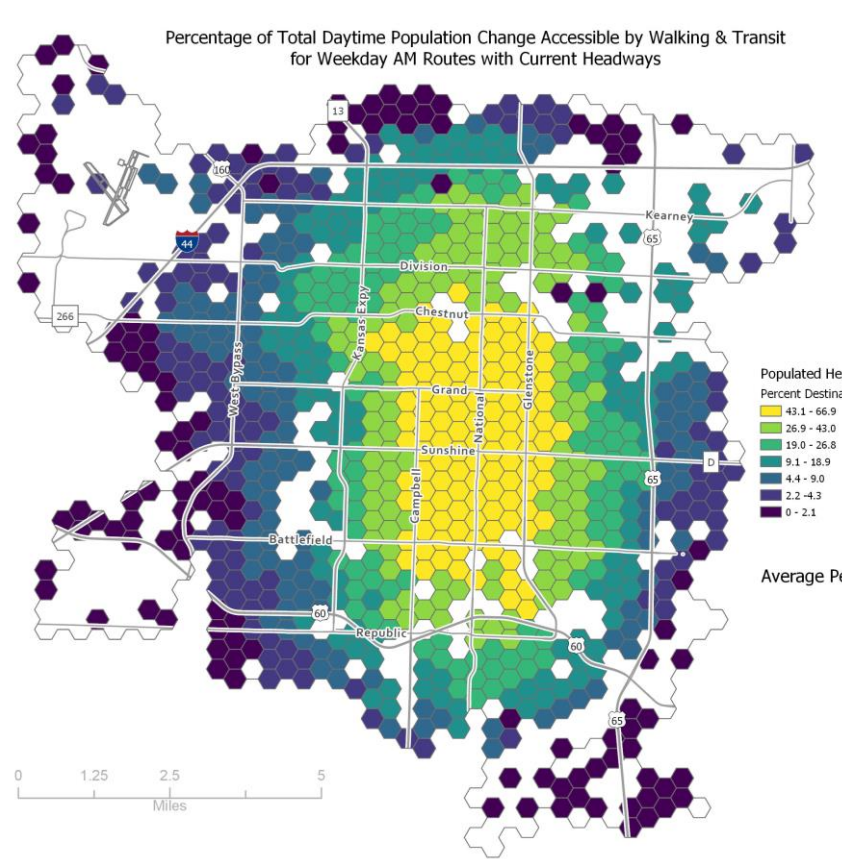 Percentage of Total Daytime Population Change Accessible by Walking & Transit
for Weekday AM Routes with Current Headways
13
160
Kearney
65
44
Division
266
Chestnut
Kansas Expy
West Bypass
Grand
National
Glenstone
Sunshine
D
65
Campbell
Battlefield
60
Republic
60
65
Populated He
Percent Destina
43.1 - 66.9
26.9 - 43.0
19.0 - 26.8
9.1 - 18.9
4.4 - 9.0
2.2 -4.3
0 - 2.1
Average Pe
0 1.25 2.5 5
Miles